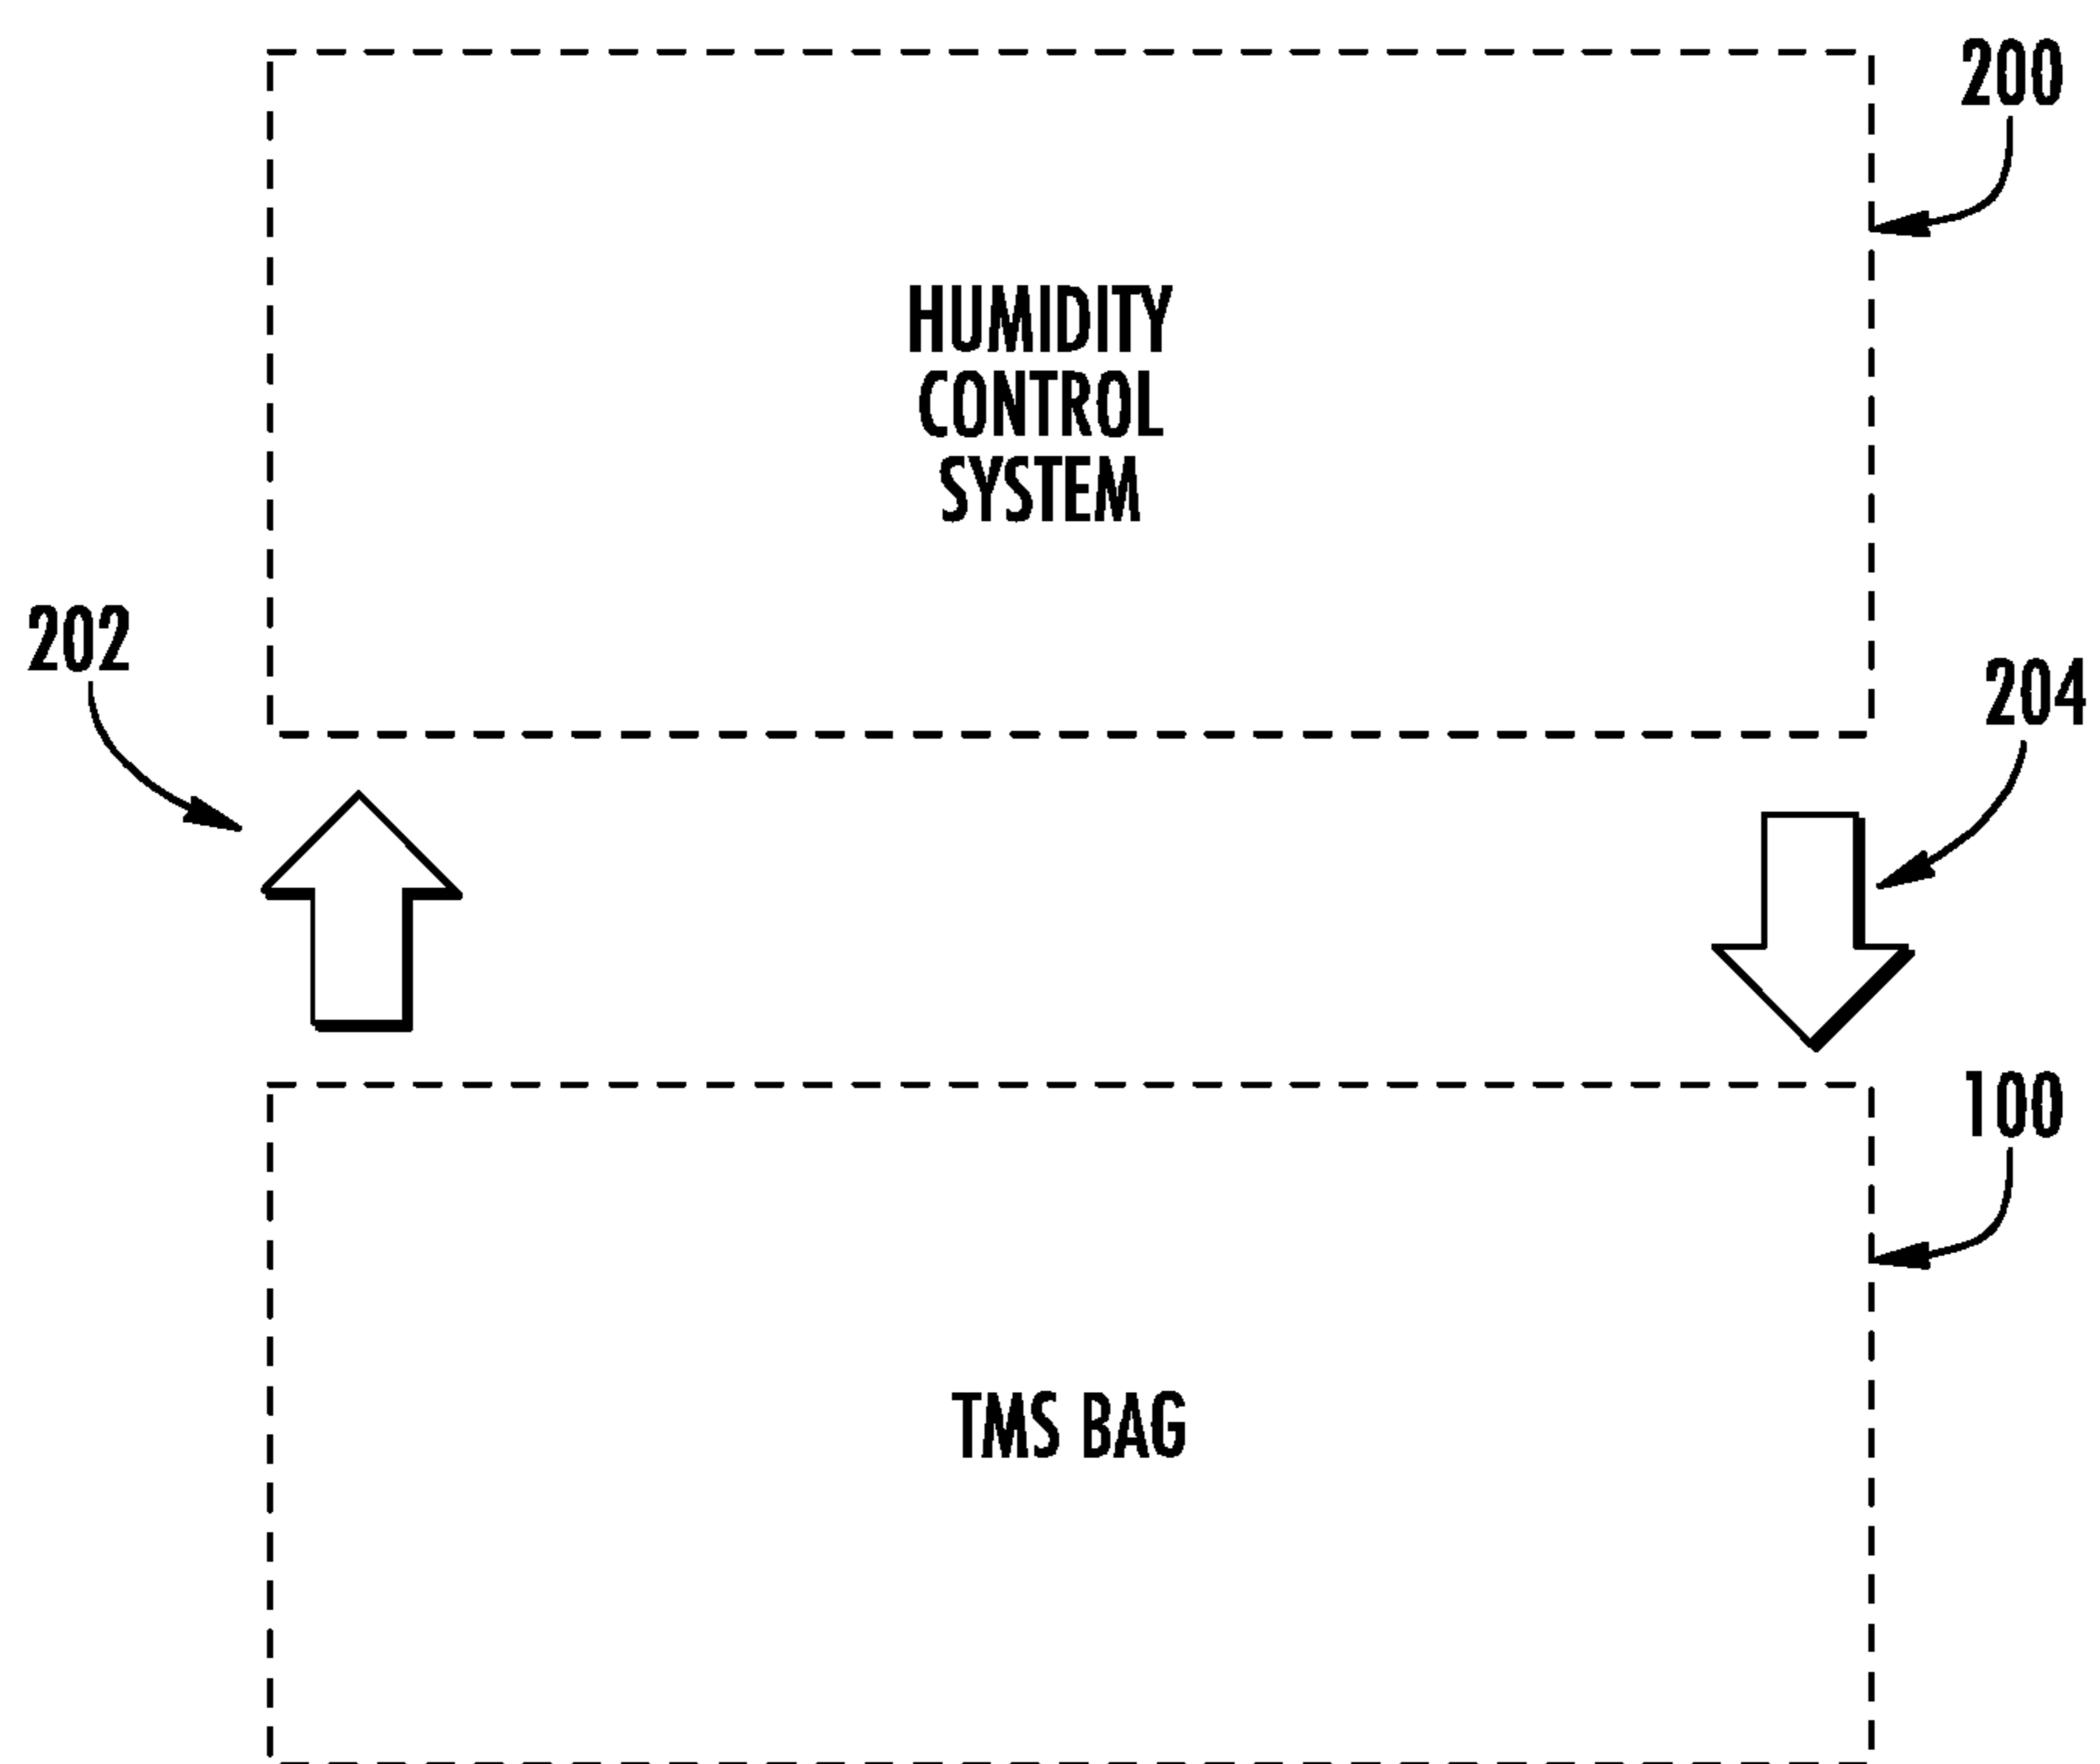 200
HUMIDITY
CONTROL
SYSTEM
202
204
100
TMS BAG